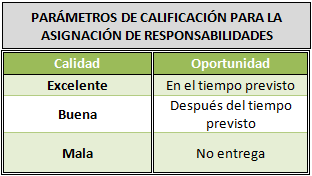 PARÁMETROS DE CALIFICACIÓN PARA LA
ASIGNACIÓN DE RESPONSABILIDADES
Calidad Oportunidad
Excelente En el tiempo previsto
Buena Después del tiempo
previsto
Mala No entrega